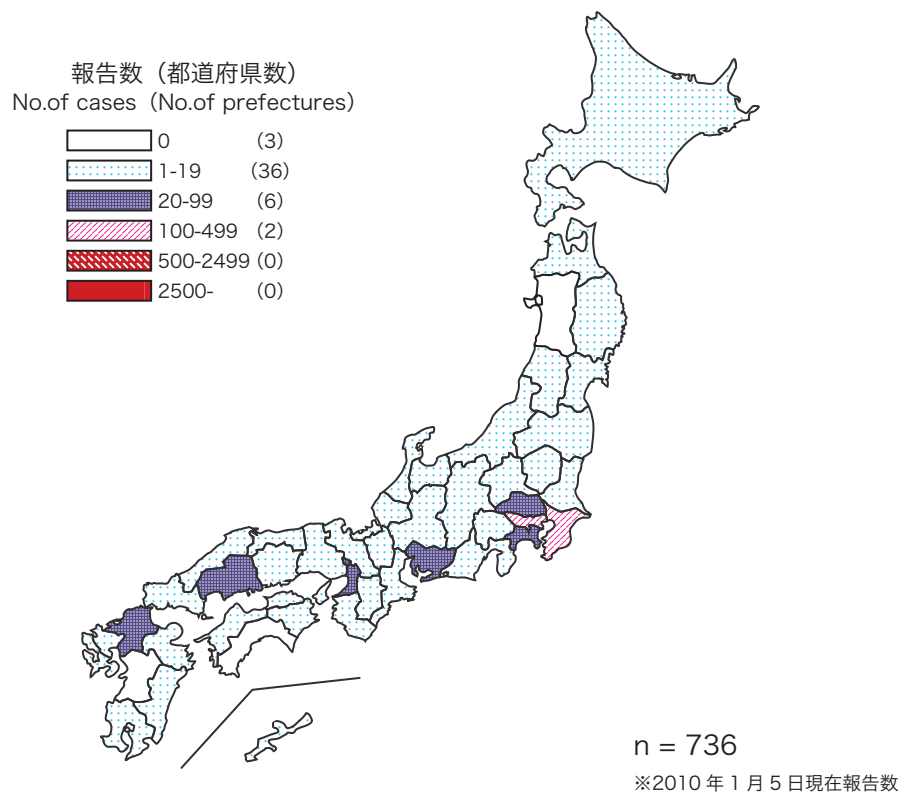 報告数（都道府県数）
No.of cases（No.of prefectures）
0 （3）
1-19 （36）
20-99 （6）
100-499 （2）
500-2499（0）
2500- （0）
n = 736
※2010 年 1 月 5 日現在報告数